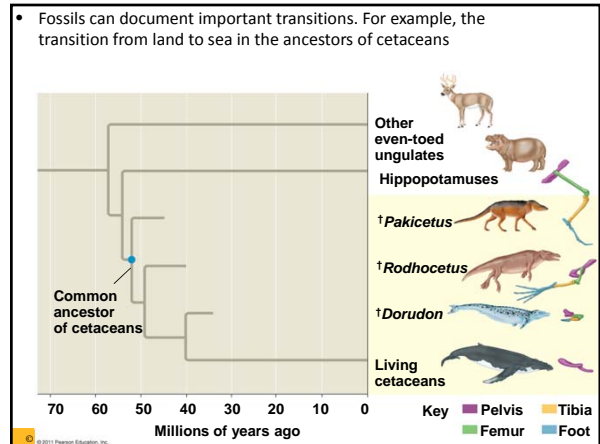 • Fossils can document important transitions. For example, the
transition from land to sea in the ancestors of cetaceans
Other
even-toed
ungulates
Hippopotamuses
†Pakicetus
†Rodhocetus
†Dorudon
Common
ancestor
of cetaceans
Living
cetaceans
70 60 50 40 30 20 10 0
Millions of years ago
Key
Pelvis
Tibia
Femur
Foot
© © 2011 Pearson Education, Inc.